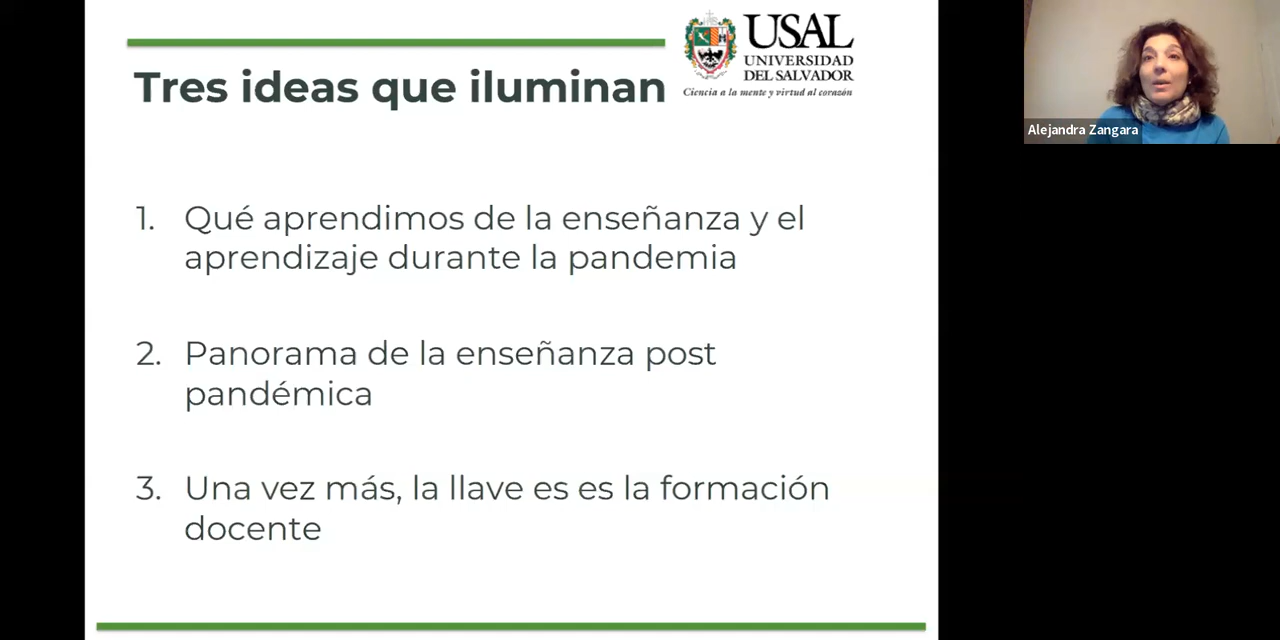 Tres ideas que iluminan
USAL
UNIVERSIDAD
DEL SALVADOR
Ciencia a la mente y virtud al corazón
Alejandra Zangara
1. Qué aprendimos de la enseñanza y el
aprendizaje durante la pandemia
2. Panorama de la enseñanza post
pandémica
3. Una vez más, la llave es es la formación
docente